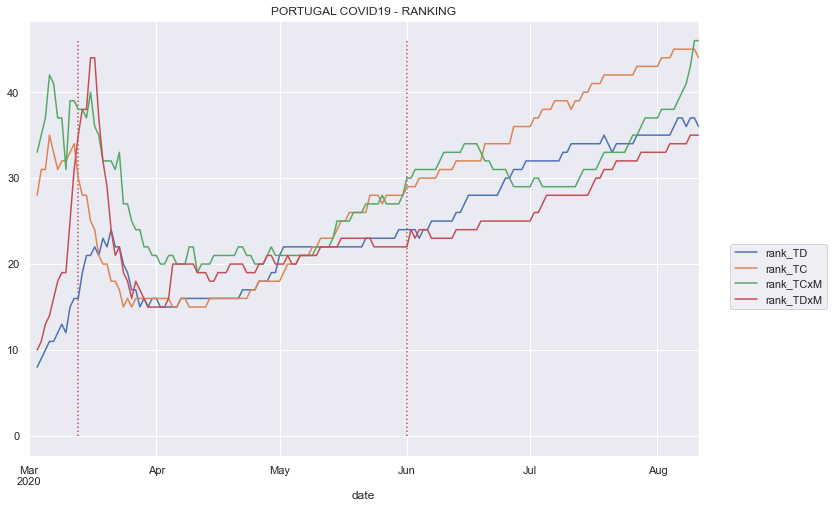 PORTUGAL COVID19 - RANKING
40
30
20
10
0
Mar
2020
Apr
May
Jun
Jul
Aug
date
rank_TD
rank_TC
rank_TCxM
rank_TDxM